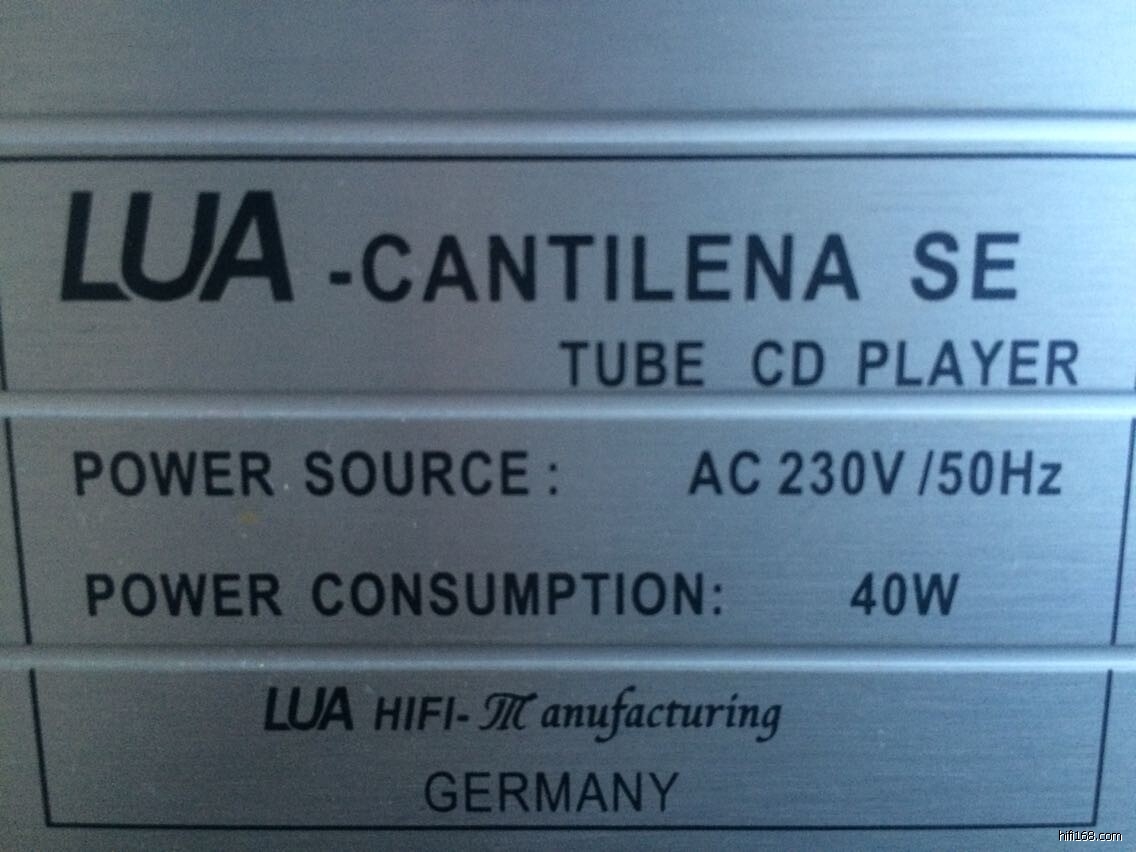 LUA -CANTILENA SE
TUBE CD PLAYER
POWER SOURCE : AC 230V /50Hz
POWER CONSUMPTION: 40W
LUA HIFI- Manufacturing
GERMANY
hifi168.com